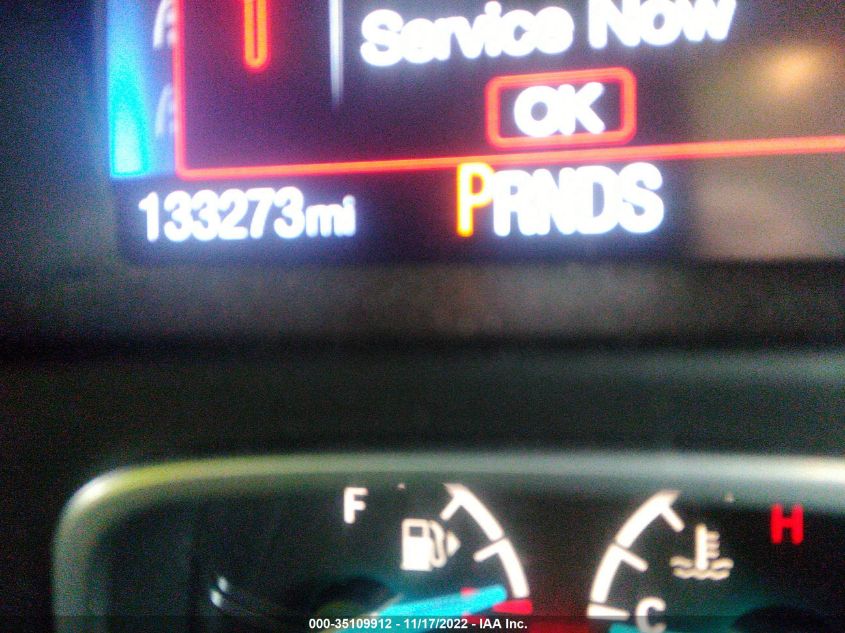 Service Now
OK
133273mi
PRNDS
F
H
C
000-35109912 - 11/17/2022 - IAA Inc.